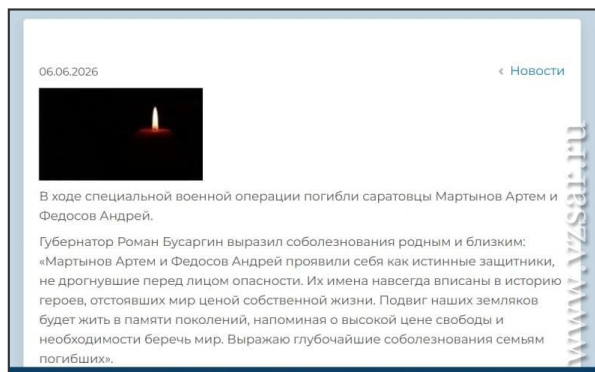 06.06.2026
‹ Новости
В ходе специальной военной операции погибли саратовцы Мартынов Артем и
Федосов Андрей.
Губернатор Роман Бусаргин выразил соболезнования родным и близким:
«Мартынов Артем и Федосов Андрей проявили себя как истинные защитники,
не дрогнувшие перед лицом опасности. Их имена навсегда вписаны в историю
героев, отстоявших мир ценой собственной жизни. Подвиг наших земляков
будет жить в памяти поколений, напоминая о высокой цене свободы и
необходимости беречь мир. Выражаю глубочайшие соболезнования семьям
погибших».
www.vzsar.ru